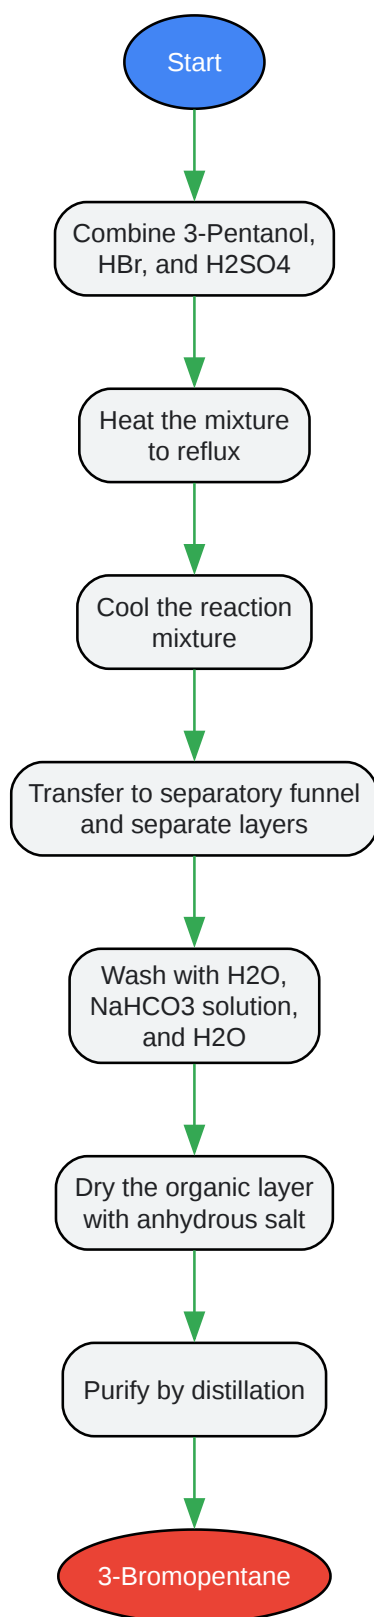 Start
Combine 3-Pentanol,
HBr, and H2SO4
Heat the mixture
to reflux
Cool the reaction
mixture
Transfer to separatory funnel
and separate layers
Wash with H2O,
NaHCO3 solution,
and H2O
Dry the organic layer
with anhydrous salt
Purify by distillation
3-Bromopentane